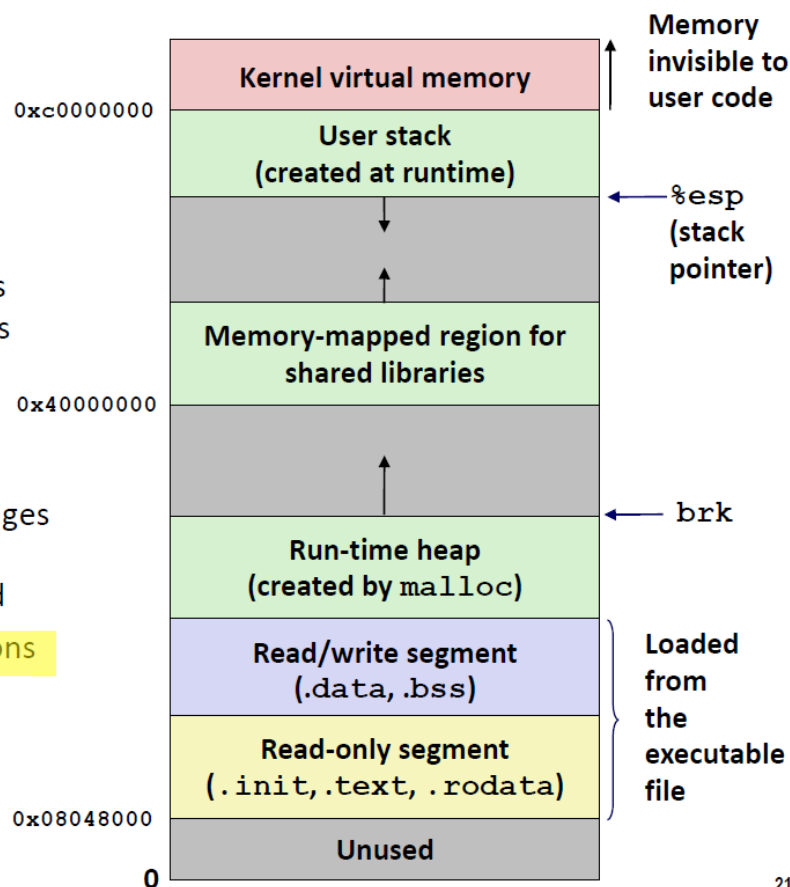 Memory
invisible to
user code
Kernel virtual memory
0xc0000000
User stack
(created at runtime)
%esp
(stack
pointer)
s
s
Memory-mapped region for
shared libraries
0x40000000
ges
brk
Run-time heap
(created by malloc)
d
ons
Read/write segment
(.data, .bss)
Loaded
from
the
executable
file
Read-only segment
(.init, .text, .rodata)
0x08048000
Unused
0
21